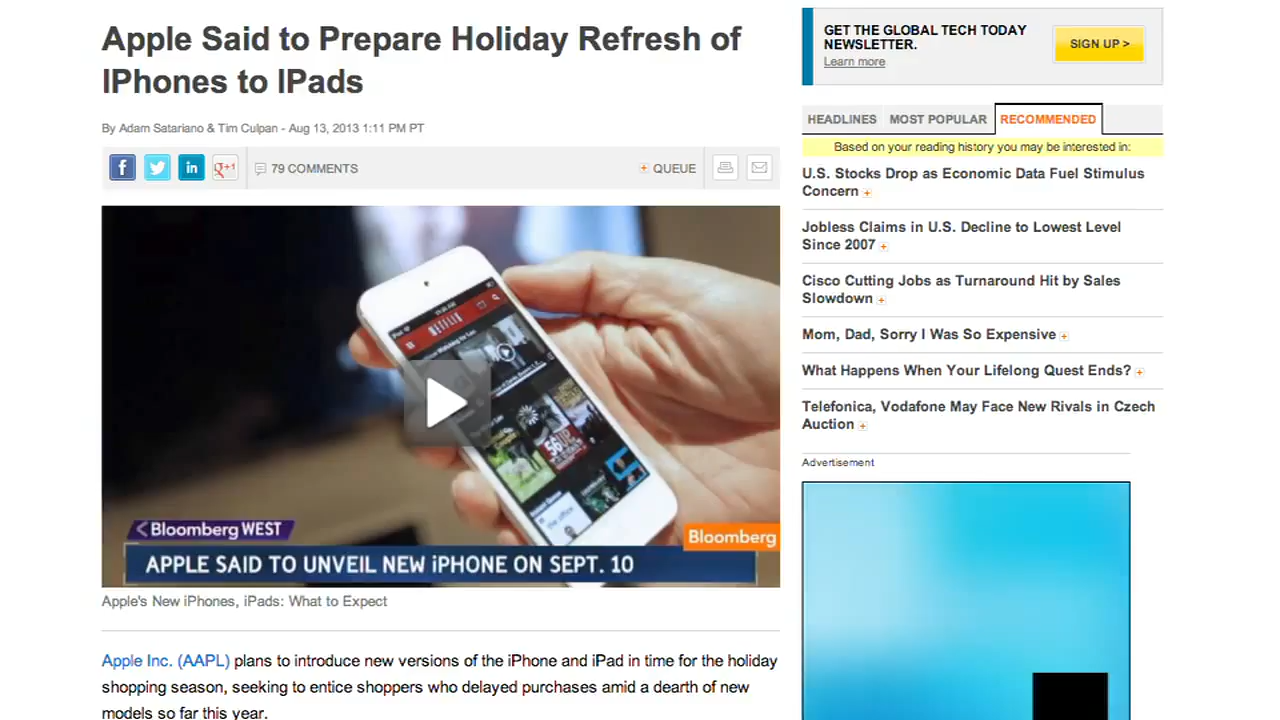 Apple Said to Prepare Holiday Refresh of
IPhones to IPads
By Adam Satariano & Tim Culpan - Aug 13, 2013 1:11 PM PT
79 COMMENTS
+ QUEUE
NETFLIX
56UP
the office
<Bloomberg WEST
Bloomberg
APPLE SAID TO UNVEIL NEW iPHONE ON SEPT. 10
Apple's New iPhones, iPads: What to Expect
Apple Inc. (AAPL) plans to introduce new versions of the iPhone and iPad in time for the holiday
shopping season, seeking to entice shoppers who delayed purchases amid a dearth of new
models so far this year.
GET THE GLOBAL TECH TODAY
NEWSLETTER.
Learn more
SIGN UP >
HEADLINES MOST POPULAR RECOMMENDED
Based on your reading history you may be interested in:
U.S. Stocks Drop as Economic Data Fuel Stimulus
Concern +
Jobless Claims in U.S. Decline to Lowest Level
Since 2007 +
Cisco Cutting Jobs as Turnaround Hit by Sales
Slowdown +
Mom, Dad, Sorry I Was So Expensive +
What Happens When Your Lifelong Quest Ends? +
Telefonica, Vodafone May Face New Rivals in Czech
Auction +
Advertisement